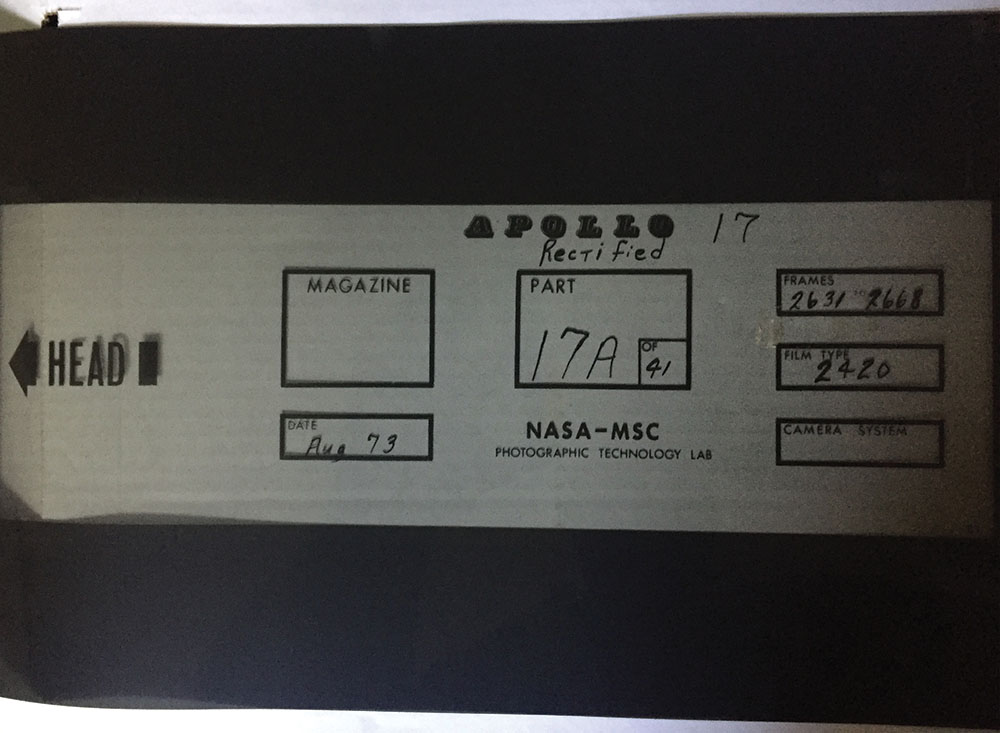 APOLLO 17
Rectified
HEAD
MAGAZINE
PART
17A
OF
41
FRAMES
2631 TO 2668
FILM TYPE
2420
DATE
Aug 73
NASA-MSC
PHOTOGRAPHIC TECHNOLOGY LAB
CAMERA SYSTEM